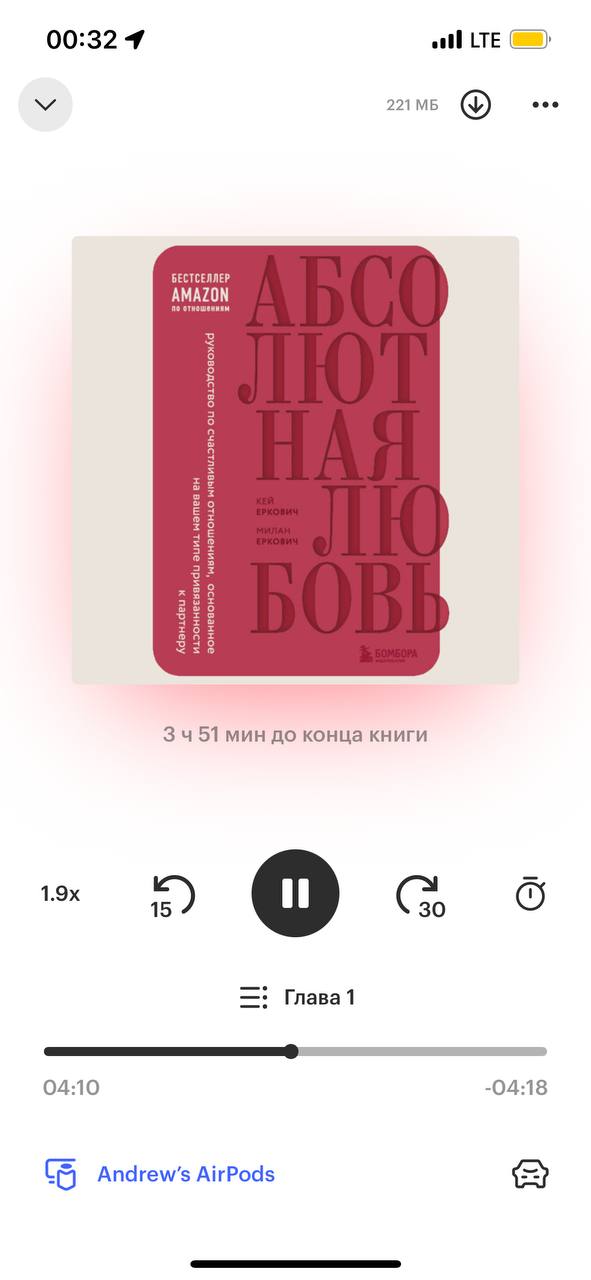 00:32
LTE
221 МБ
БЕСТСЕЛЛЕР
AMAZON
ПО ОТНОШЕНИЯМ
АБСО
ЛЮТ
НАЯ
ЛЮ
БОВЬ
руководство по счастливым отношениям, основанное
на вашем типе привязанности
к партнеру
КЕЙ
ЕРКОВИЧ
МИЛАН
ЕРКОВИЧ
БОМБОРА
3 ч 51 мин до конца книги
1.9x
15
30
Глава 1
04:10
-04:18
Andrew’s AirPods